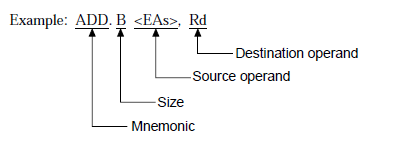 Example: ADD. B <EAs>, Rd
Destination operand
Source operand
Size
Mnemonic